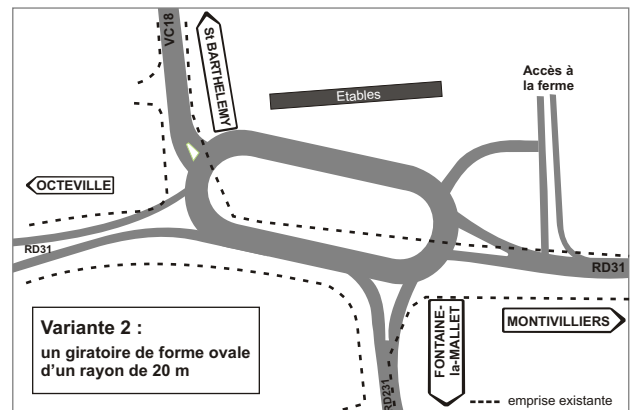 VC18
St BARTHELEMY
Etables
Accès à
la ferme
OCTEVILLE
RD31
RD31
Variante 2 :
un giratoire de forme ovale
d'un rayon de 20 m
RD231
FONTAINE-
la-MALLET
MONTIVILLIERS
emprise existante